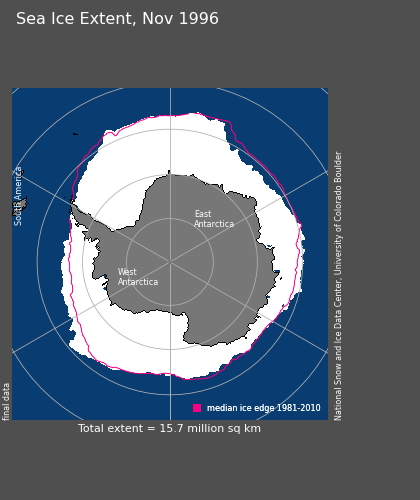 Sea Ice Extent, Nov 1996
South America
East
Antarctica
West
Antarctica
National Snow and Ice Data Center, University of Colorado Boulder
final data
median ice edge 1981-2010
Total extent = 15.7 million sq km